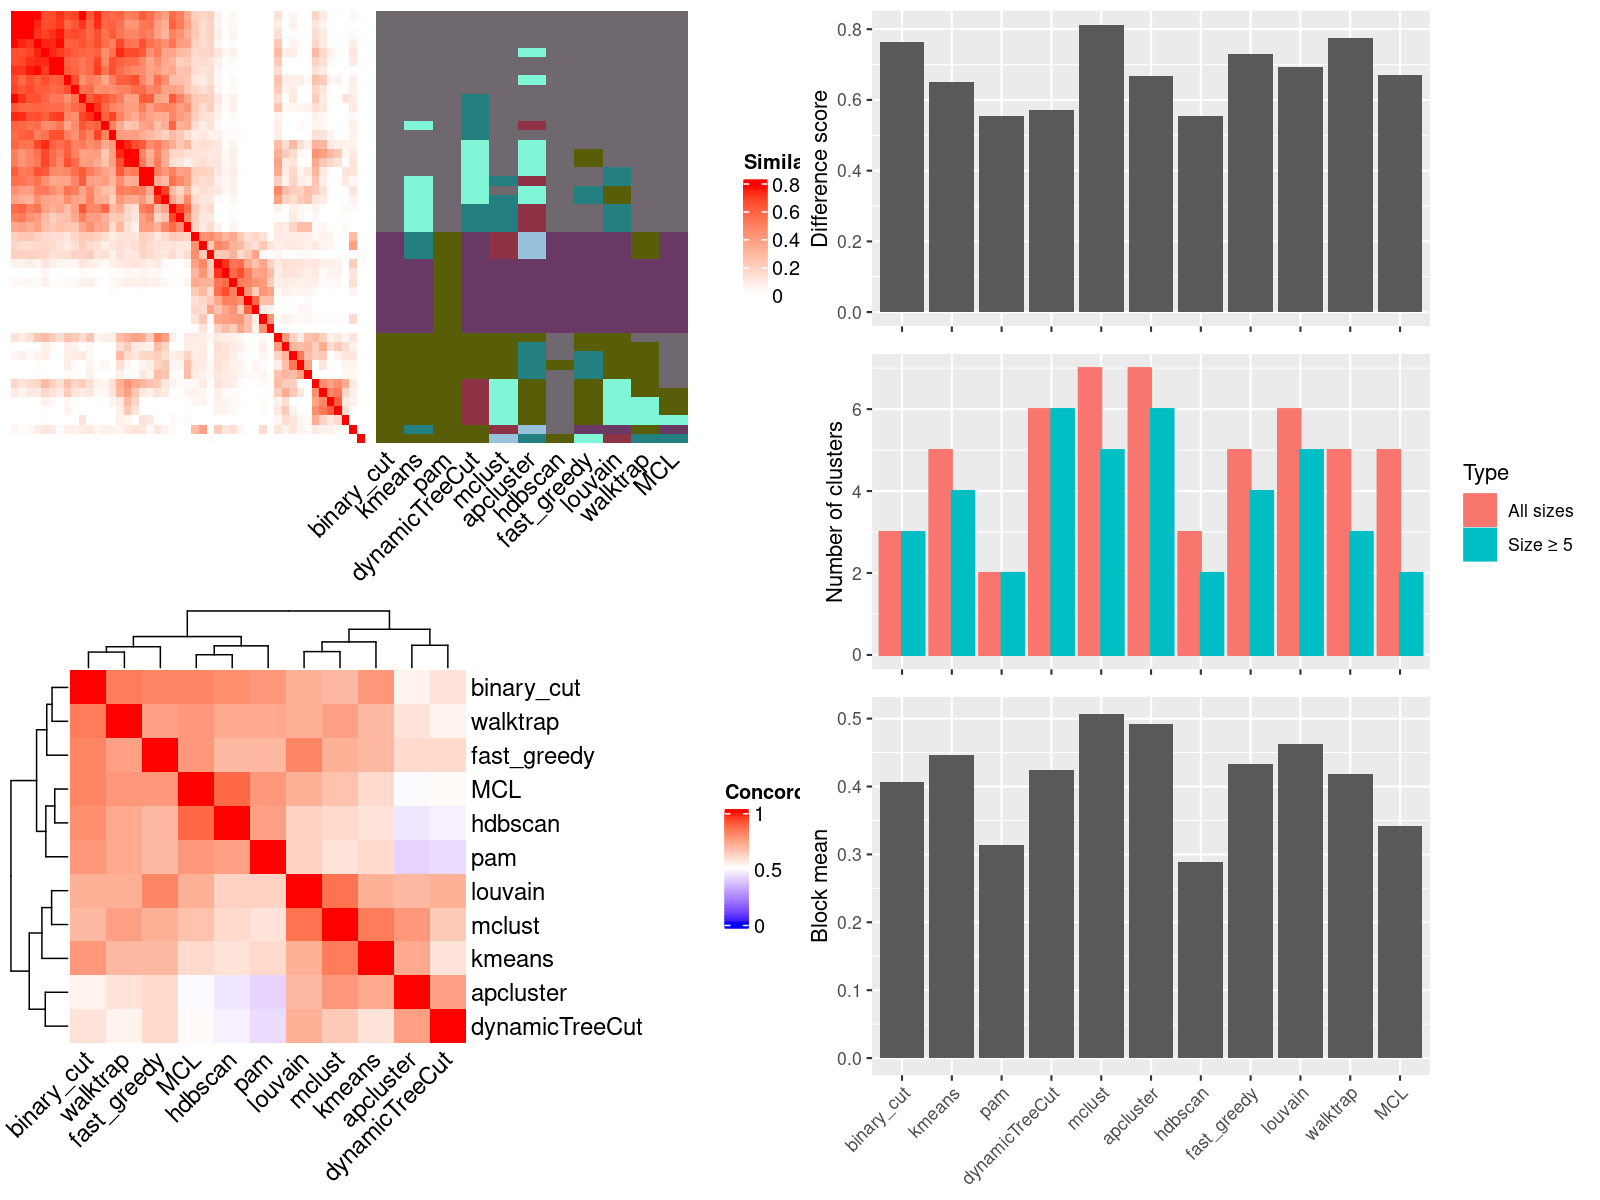 Simila
0.8
0.6
0.4
0.2
0
binary_cut
kmeans
pam
dynamicTreeCut
mclust
apcluster
hdbscan
fast_greedy
louvain
walktrap
MCL
binary_cut
walktrap
fast_greedy
MCL
hdbscan
pam
louvain
mclust
kmeans
apcluster
dynamicTreeCut
binary_cut
walktrap
fast_greedy
MCL
hdbscan
pam
louvain
mclust
kmeans
apcluster
dynamicTreeCut
Concord
1
0.5
0
Difference score
0.8
0.6
0.4
0.2
0.0
Number of clusters
6
4
2
0
Type
All sizes
Size ≥ 5
Block mean
0.5
0.4
0.3
0.2
0.1
0.0
binary_cut
kmeans
pam
dynamicTreeCut
mclust
apcluster
hdbscan
fast_greedy
louvain
walktrap
MCL